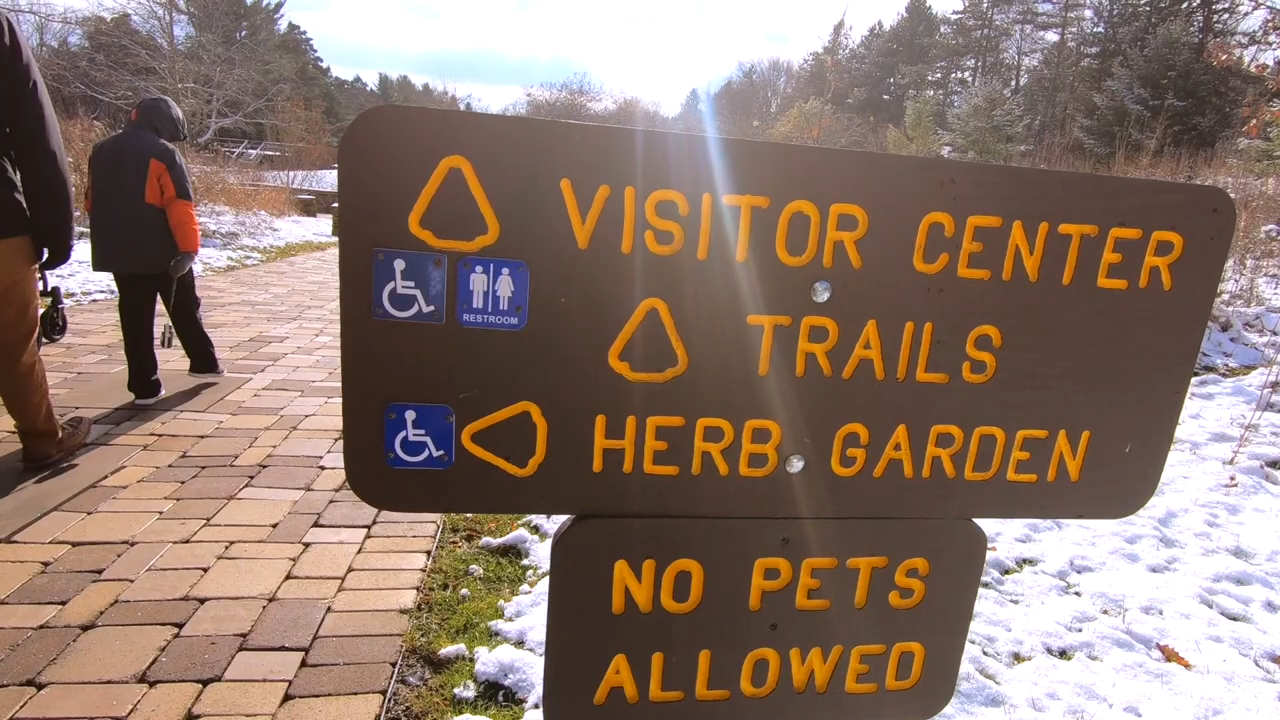 VISITOR CENTER
RESTROOM
TRAILS
HERB GARDEN
NO PETS
ALLOWED